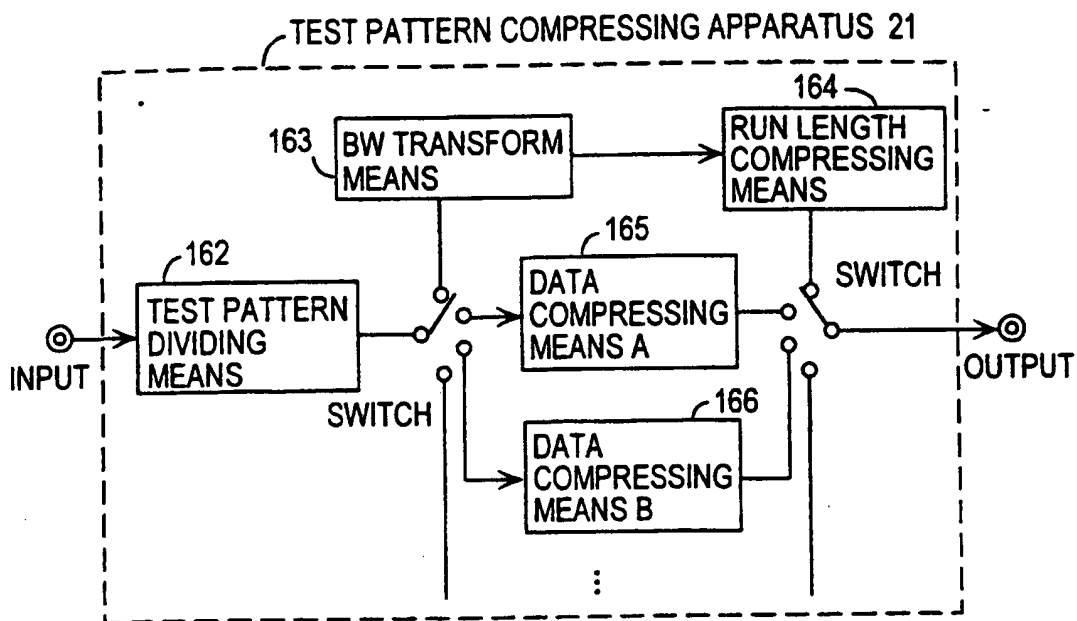 TEST PATTERN COMPRESSING APPARATUS 21
164
163
BW TRANSFORM
MEANS
RUN LENGTH
COMPRESSING
MEANS
162
165
TEST PATTERN
DIVIDING
MEANS
DATA
COMPRESSING
MEANS A
SWITCH
INPUT
OUTPUT
SWITCH
166
DATA
COMPRESSING
MEANS B